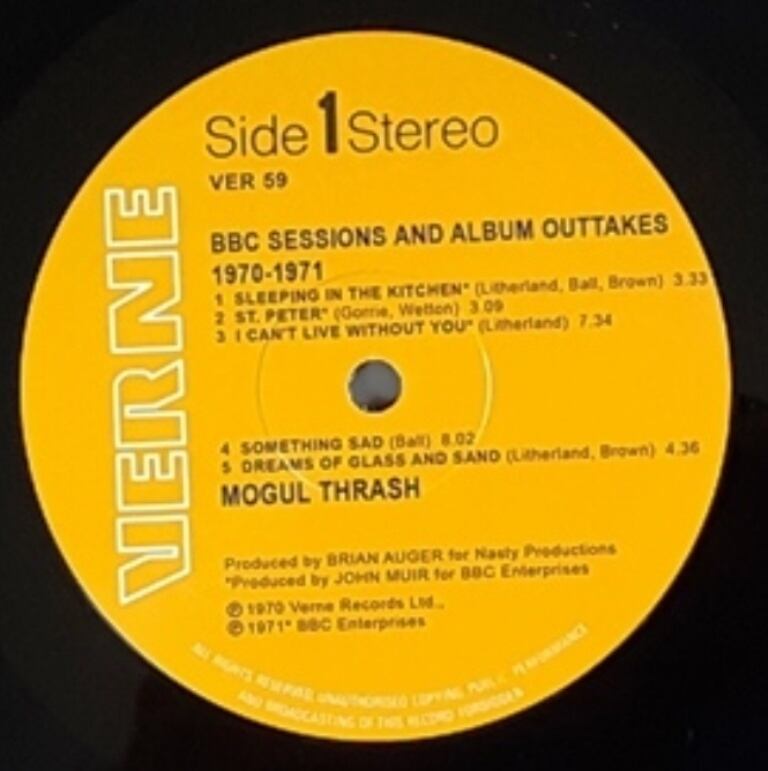 Side 1 Stereo
VER 59
VERNE
BBC SESSIONS AND ALBUM OUTTAKES
1970-1971
1 SLEEPING IN THE KITCHEN* (Litherland, Ball, Brown) 3.33
2 ST. PETER* (Gorrie, Wetton) 3.09
3 I CAN'T LIVE WITHOUT YOU* (Litherland) 7.34
4 SOMETHING SAD (Ball) 8.02
5 DREAMS OF GLASS AND SAND (Litherland, Brown) 4.36
MOGUL THRASH
Produced by BRIAN AUGER for Nasty Productions
*Produced by JOHN MUIR for BBC Enterprises
℗ 1970 Verne Records Ltd.,
℗ 1971* BBC Enterprises
ALL RIGHTS RESERVED. UNAUTHORISED COPYING, PUBLIC PERFORMANCE
AND BROADCASTING OF THIS RECORD FORBIDDEN